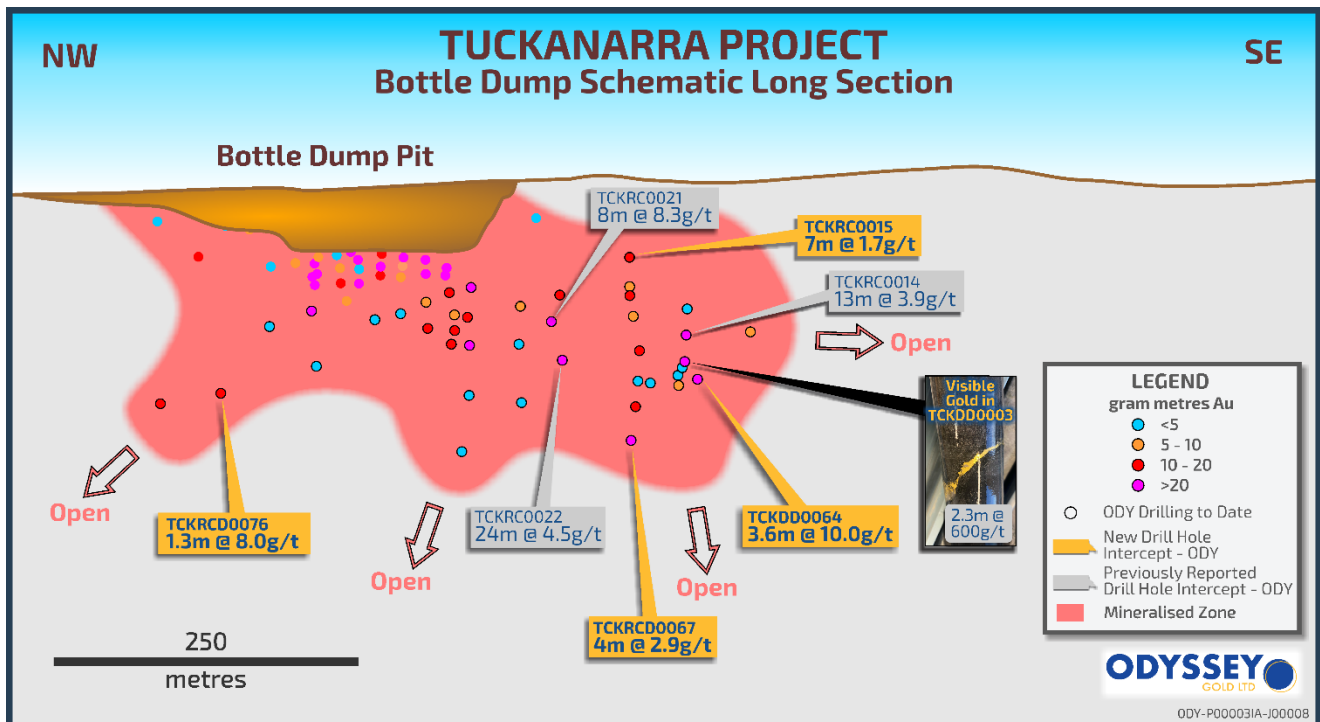 NW
TUCKANARRA PROJECT
SE
Bottle Dump Schematic Long Section
Bottle Dump Pit
TCKRC0021
8m @ 8.3g/t
TCKRC0015
7m @ 1.7g/t
TCKRC0014
13m @ 3.9g/t
Open
Visible
Gold in
TCKDD0003
2.3m @
600g/t
LEGEND
gram metres Au
<5
5 - 10
10 - 20
>20
ODY Drilling to Date
New Drill Hole
Intercept - ODY
Previously Reported
Drill Hole Intercept - ODY
Mineralised Zone
Open
TCKRCD0076
1.3m @ 8.0g/t
Open
TCKRC0022
24m @ 4.5g/t
Open
TCKDD0064
3.6m @ 10.0g/t
TCKRCD0067
4m @ 2.9g/t
250
metres
ODYSSEY
GOLD LTD
ODY-P00003IA-J00008